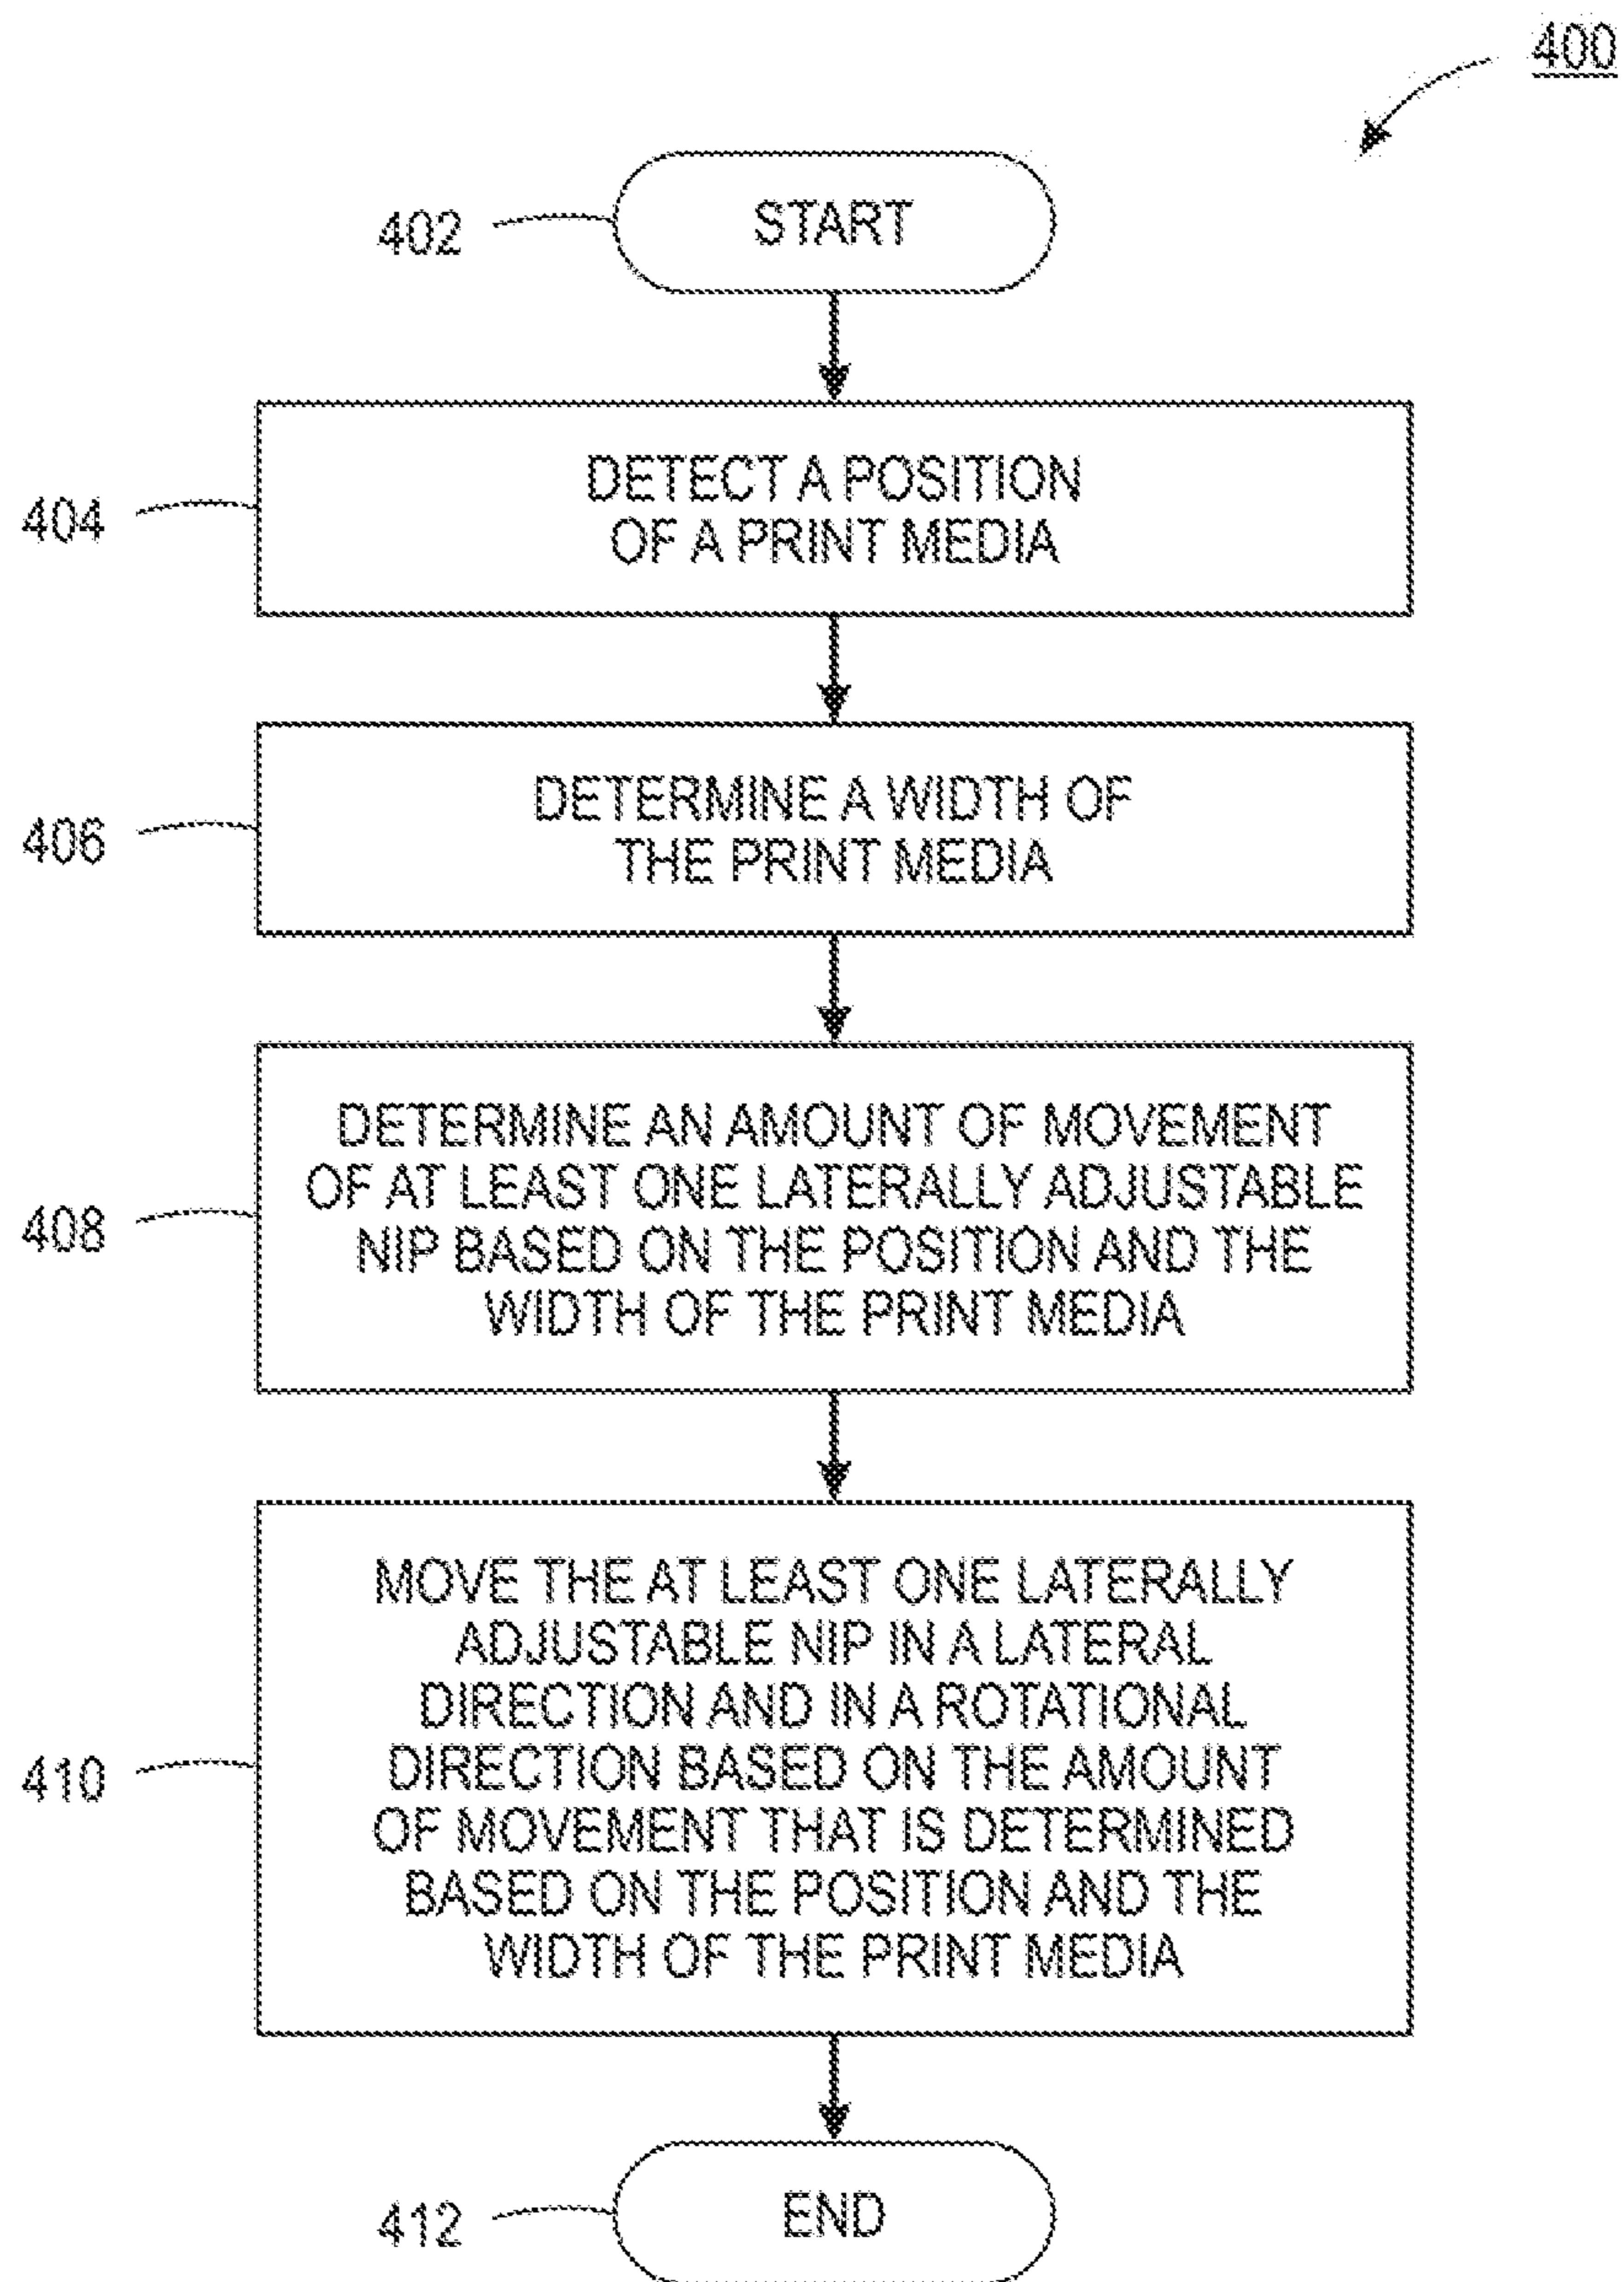 400
402
START
404
DETECT A POSITION
OF A PRINT MEDIA
406
DETERMINE A WIDTH OF
THE PRINT MEDIA
408
DETERMINE AN AMOUNT OF MOVEMENT
OF AT LEAST ONE LATERALLY ADJUSTABLE
NIP BASED ON THE POSITION AND THE
WIDTH OF THE PRINT MEDIA
410
MOVE THE AT LEAST ONE LATERALLY
ADJUSTABLE NIP IN A LATERAL
DIRECTION AND IN A ROTATIONAL
DIRECTION BASED ON THE AMOUNT
OF MOVEMENT THAT IS DETERMINED
BASED ON THE POSITION AND THE
WIDTH OF THE PRINT MEDIA
412
END